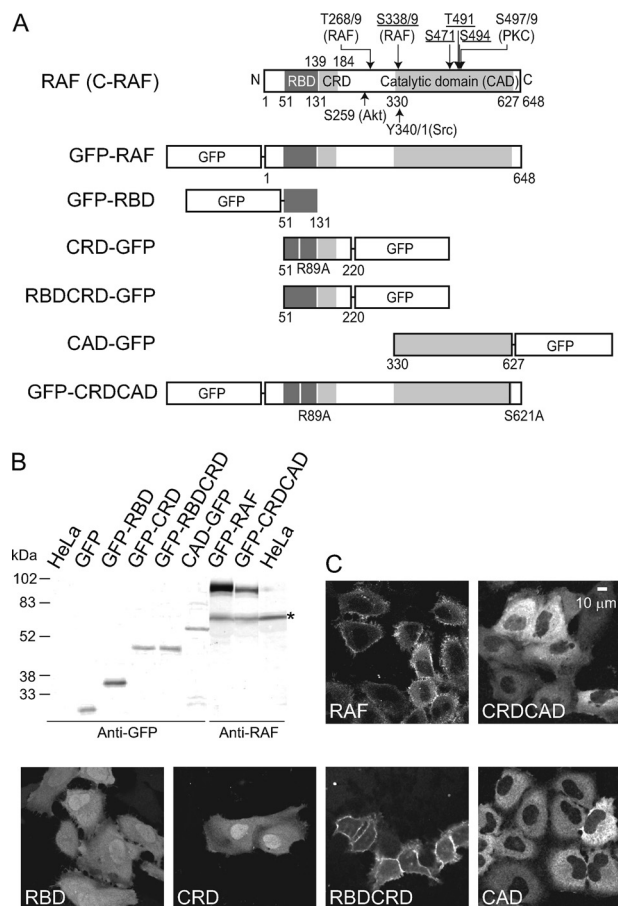 A
T268/9 (RAF) S338/9 (RAF) T491 S471 S494 S497/9 (PKC)
139 184
RAF (C-RAF) N RBD CRD Catalytic domain (CAD) C
1 51 131 330 627 648
S259 (Akt)
Y340/1(Src)
GFP-RAF GFP
1 648
GFP-RBD GFP
51 131
CRD-GFP GFP
51 R89A 220
RBDCRD-GFP GFP
51 220
CAD-GFP GFP
330 627
GFP-CRDCAD GFP
R89A S621A
B
HeLa GFP GFP-RBD GFP-CRD GFP-RBDCRD CAD-GFP GFP-RAF GFP-CRDCAD HeLa
kDa
102
83
52
38
33
*
Anti-GFP Anti-RAF
C
10 μm
RAF CRDCAD
RBD CRD RBDCRD CAD